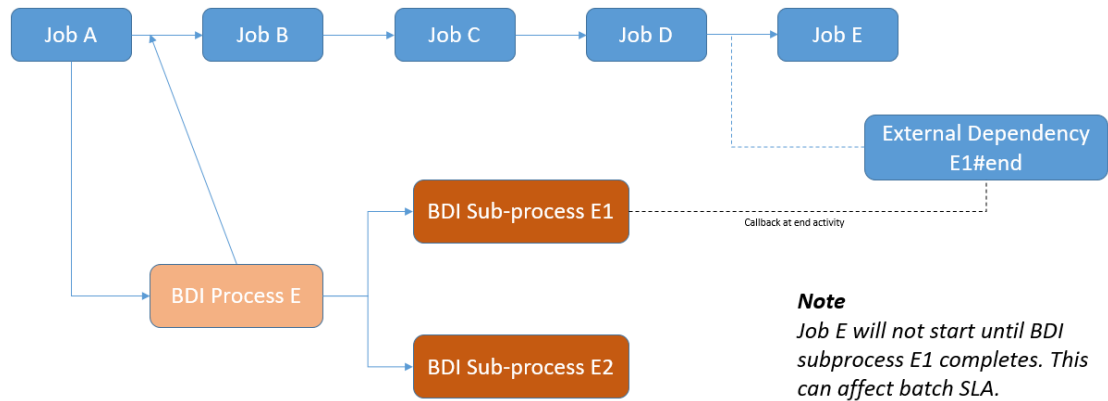 Job A
Job B
Job C
Job D
Job E
External Dependency
E1#end
BDI Sub-process E1
Callback at end activity
BDI Process E
BDI Sub-process E2
Note
Job E will not start until BDI
subprocess E1 completes. This
can affect batch SLA.